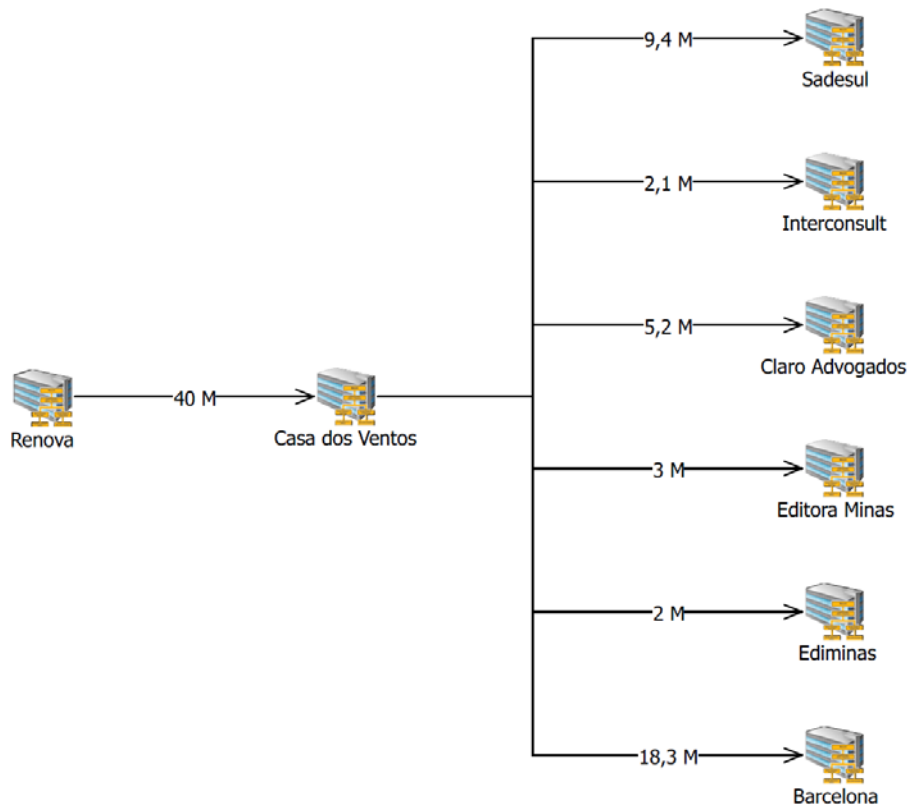 9,4 M
Sadesul
2,1 M
Interconsult
5,2 M
Claro Advogados
Renova
40 M
Casa dos Ventos
3 M
Editora Minas
2 M
Ediminas
18,3 M
Barcelona